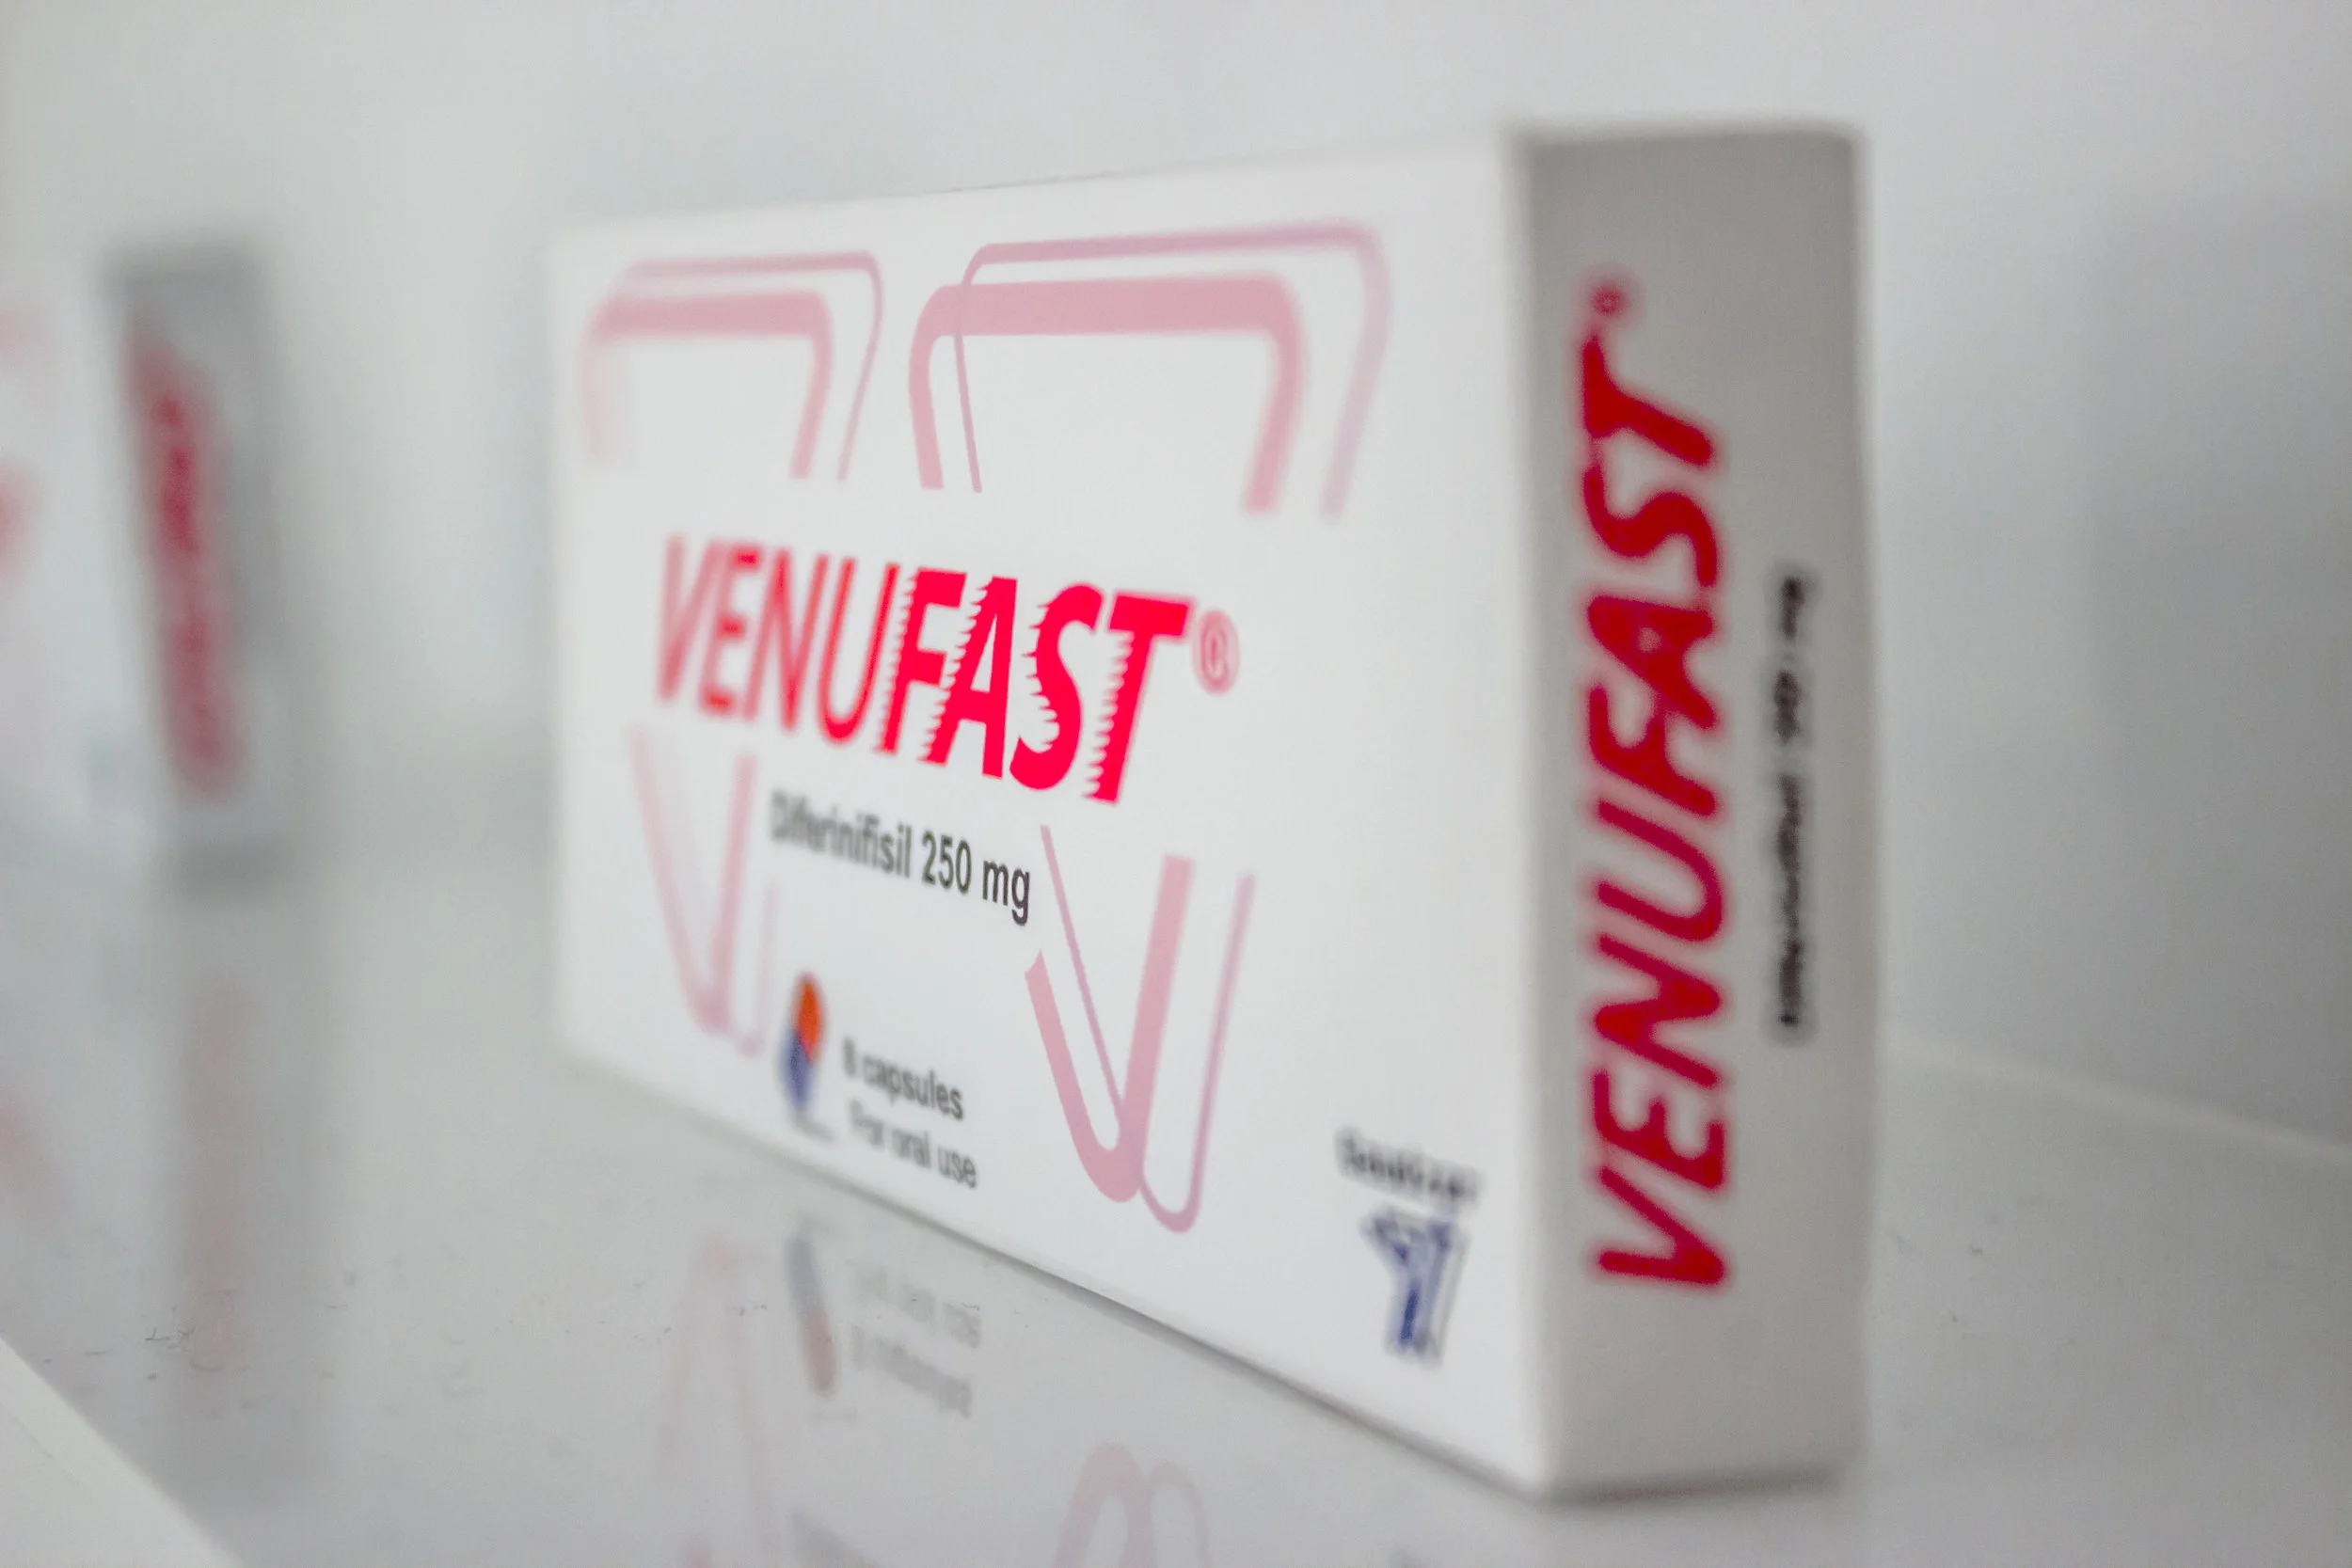 VENUFAST®
Diferinifisil 250 mg
8 capsules
For oral use
VENUFAST®